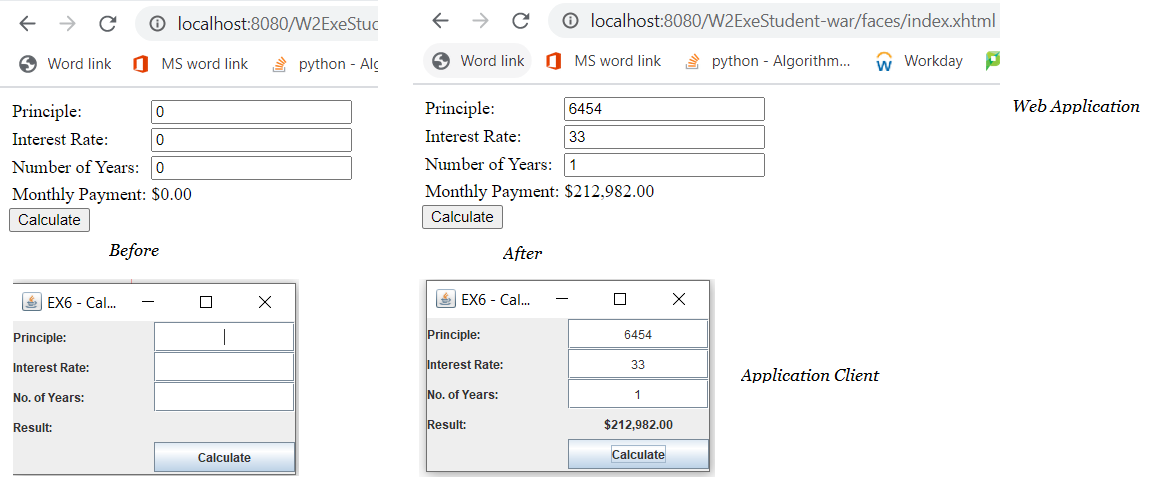 localhost:8080/W2ExeStud
Word link MS word link python - Alg
Principle: 0
Interest Rate: 0
Number of Years: 0
Monthly Payment: $0.00
Calculate
Before
localhost:8080/W2ExeStudent-war/faces/index.xhtml
Word link MS word link python - Algorithm... Workday
Principle: 6454
Interest Rate: 33
Number of Years: 1
Monthly Payment: $212,982.00
Calculate
After
Web Application
EX6 - Cal...
Principle:
Interest Rate:
No. of Years:
Result:
Calculate
EX6 - Cal...
Principle: 6454
Interest Rate: 33
No. of Years: 1
Result: $212,982.00
Calculate
Application Client